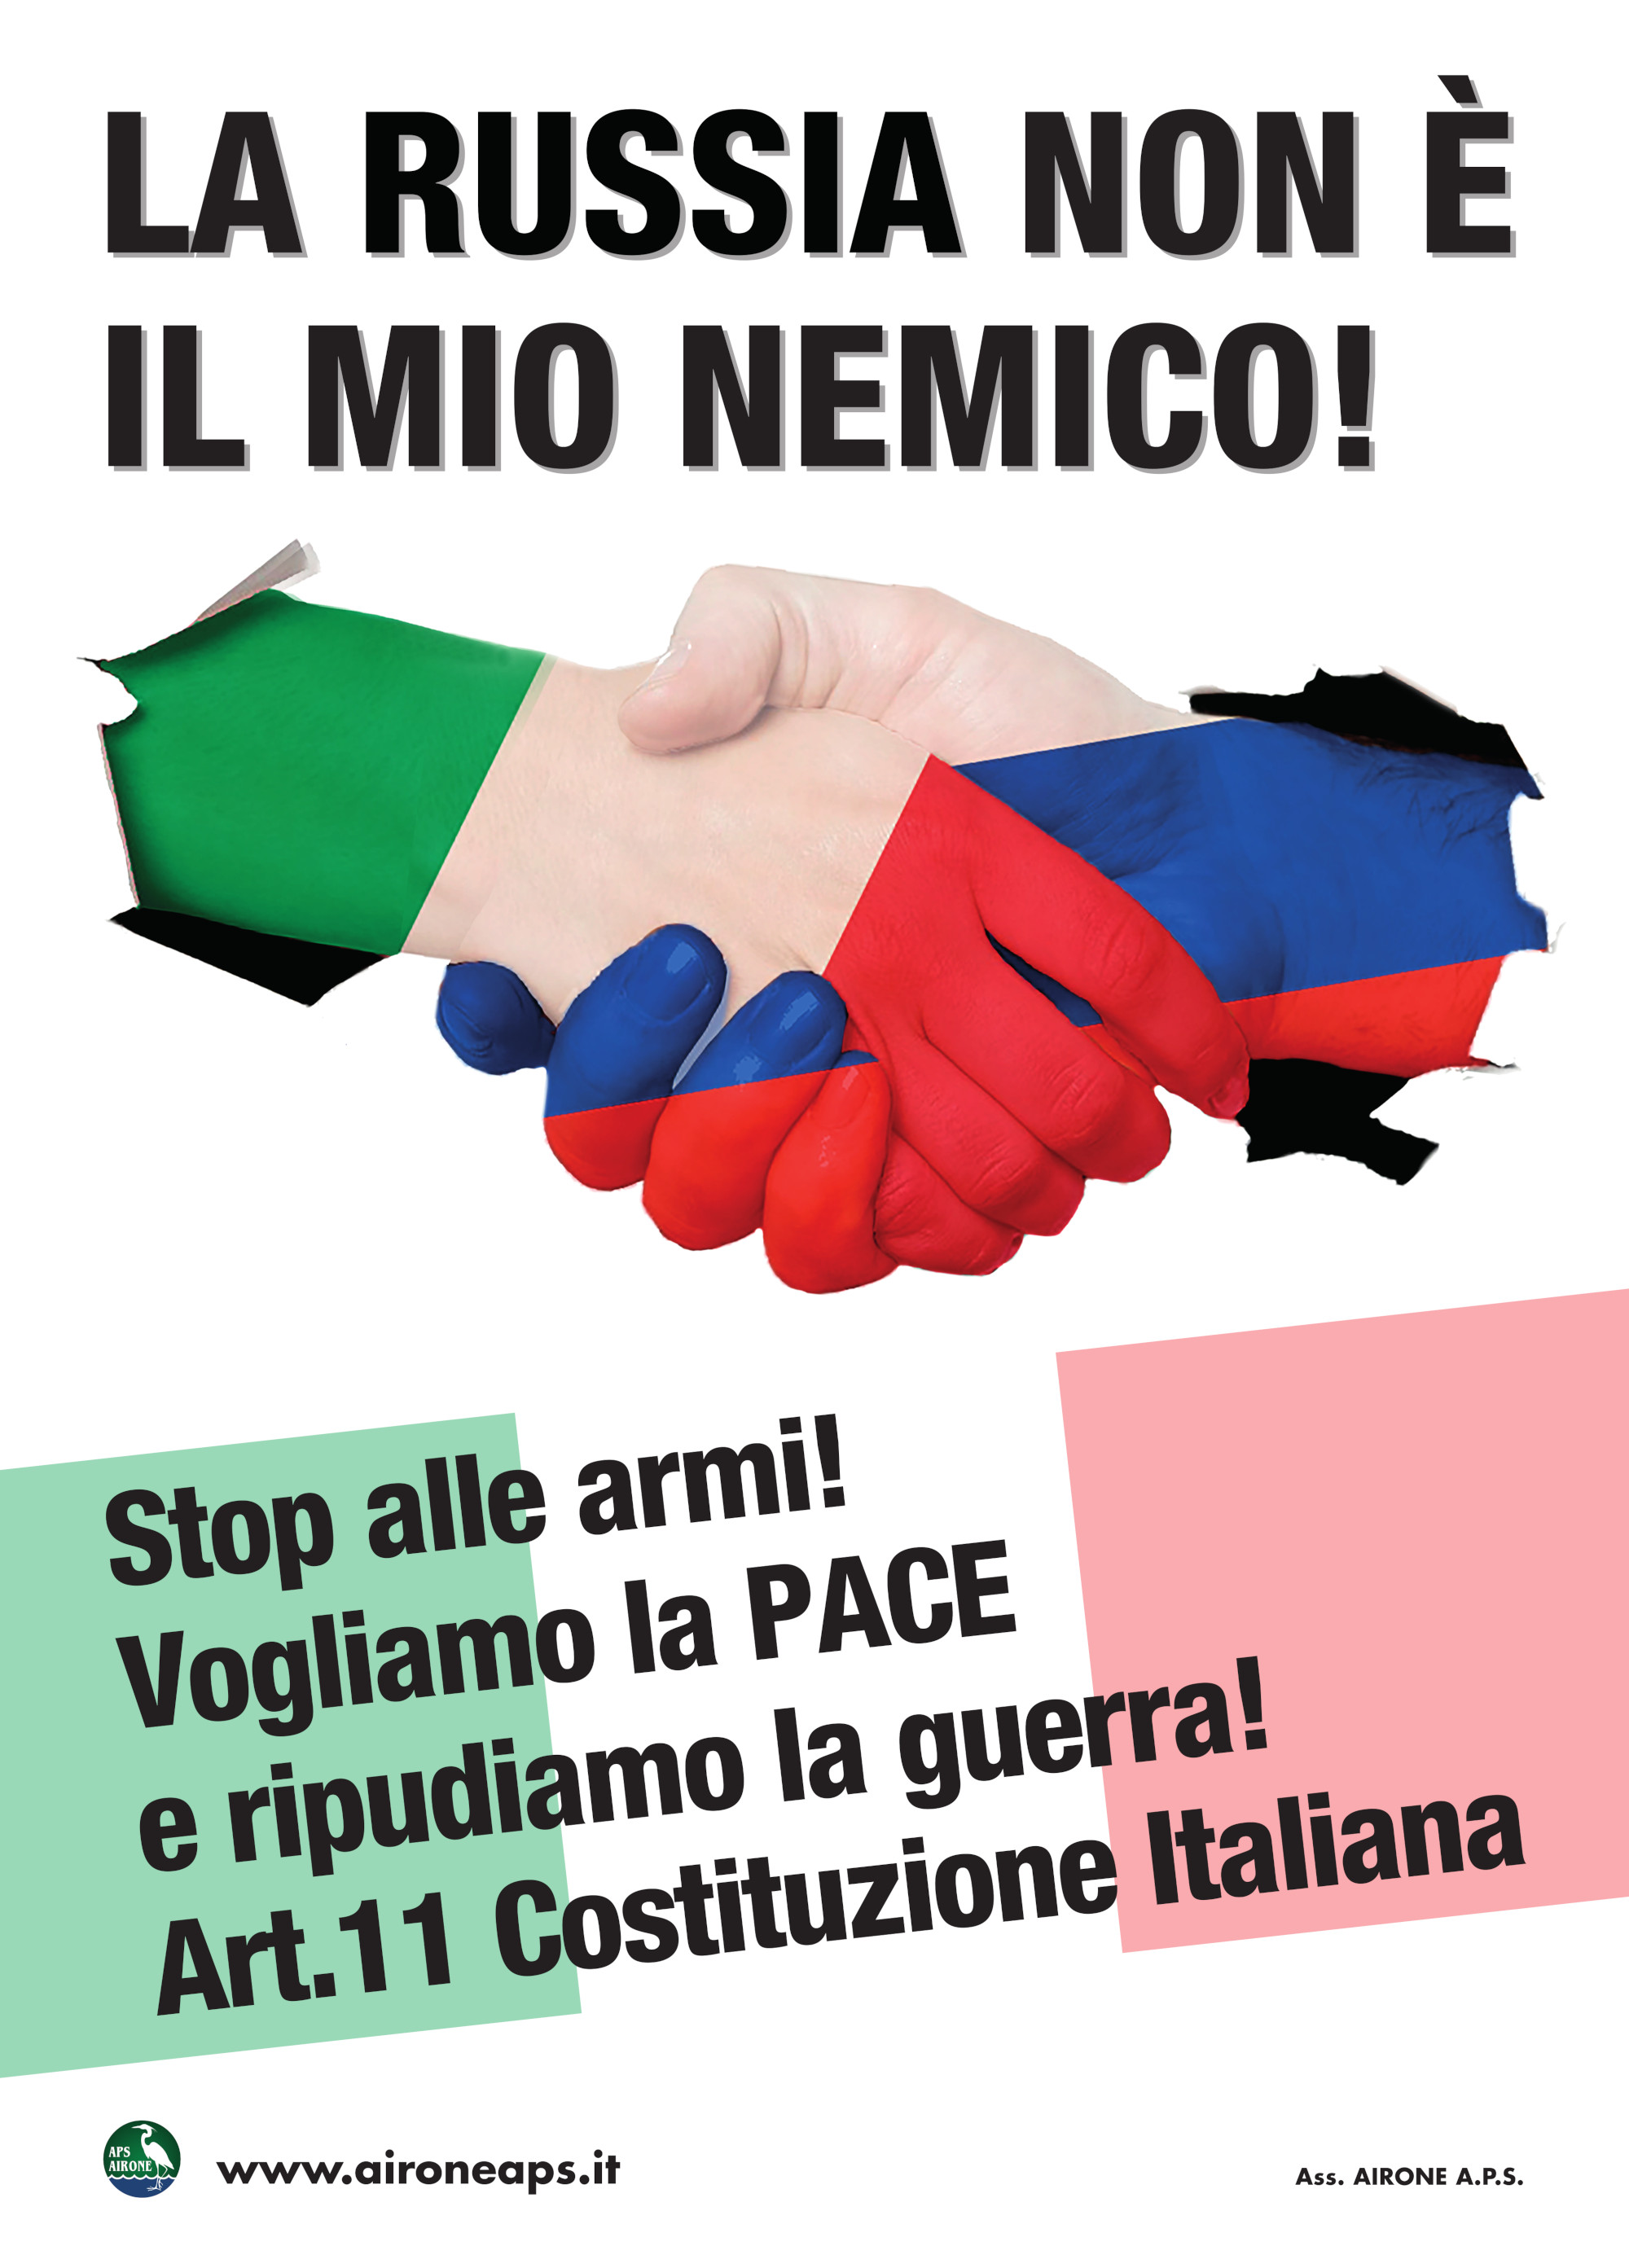 LA RUSSIA NON È
IL MIO NEMICO!
Stop alle armi!
Vogliamo la PACE
e ripudiamo la guerra!
Art.11 Costituzione Italiana
APS
AIRONE
www.aironeaps.it
Ass. AIRONE A.P.S.